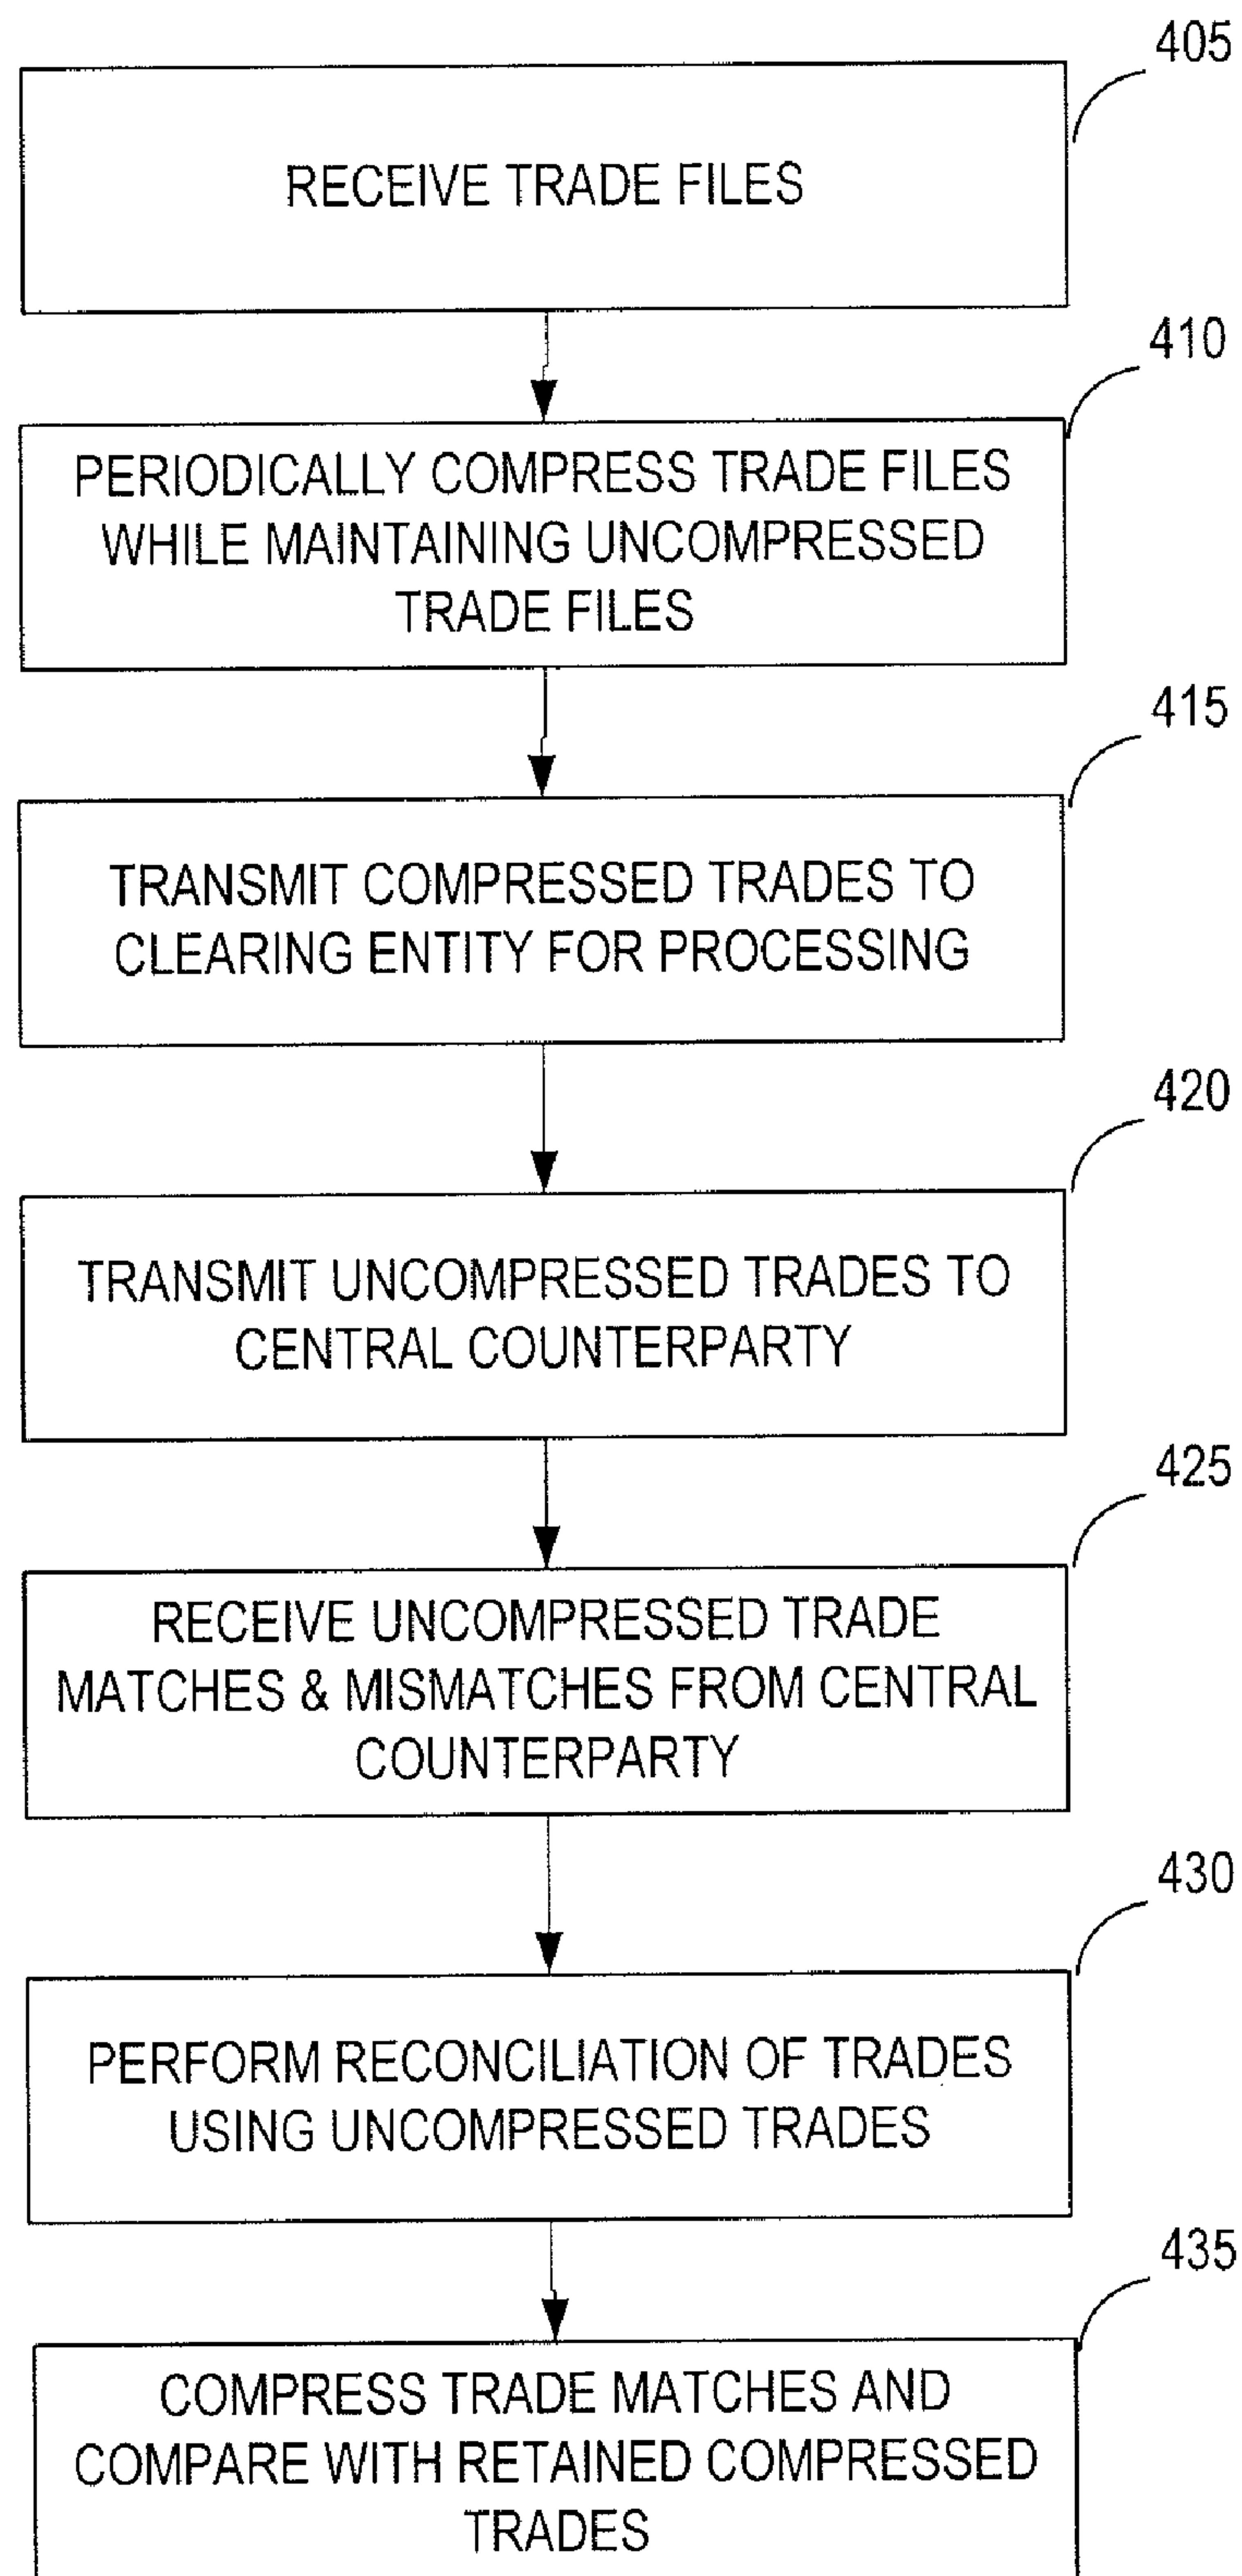 405
RECEIVE TRADE FILES
410
PERIODICALLY COMPRESS TRADE FILES
WHILE MAINTAINING UNCOMPRESSED
TRADE FILES
415
TRANSMIT COMPRESSED TRADES TO
CLEARING ENTITY FOR PROCESSING
420
TRANSMIT UNCOMPRESSED TRADES TO
CENTRAL COUNTERPARTY
425
RECEIVE UNCOMPRESSED TRADE
MATCHES & MISMATCHES FROM CENTRAL
COUNTERPARTY
430
PERFORM RECONCILIATION OF TRADES
USING UNCOMPRESSED TRADES
435
COMPRESS TRADE MATCHES AND
COMPARE WITH RETAINED COMPRESSED
TRADES